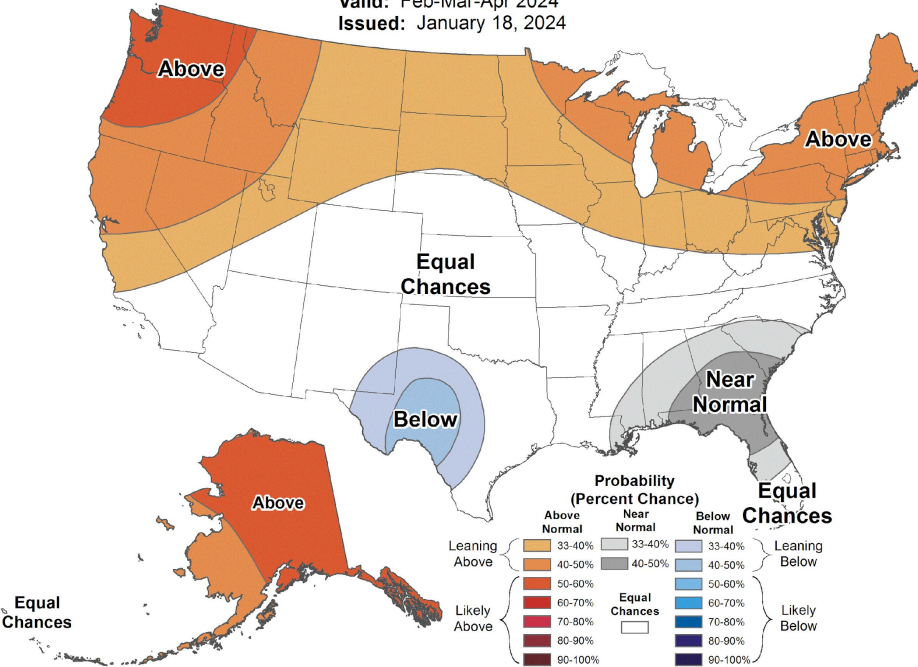 Valid: Feb-Mar-Apr 2024
Issued: January 18, 2024
Above
Above
Equal
Chances
Below
Near
Normal
Above
Equal
Chances
Equal
Chances
Probability
(Percent Chance)
Above
Normal
Near
Normal
Below
Normal
Leaning
Above
33-40%
40-50%
33-40%
40-50%
33-40%
40-50%
Leaning
Below
Likely
Above
50-60%
60-70%
70-80%
80-90%
90-100%
Equal
Chances
50-60%
60-70%
70-80%
80-90%
90-100%
Likely
Below